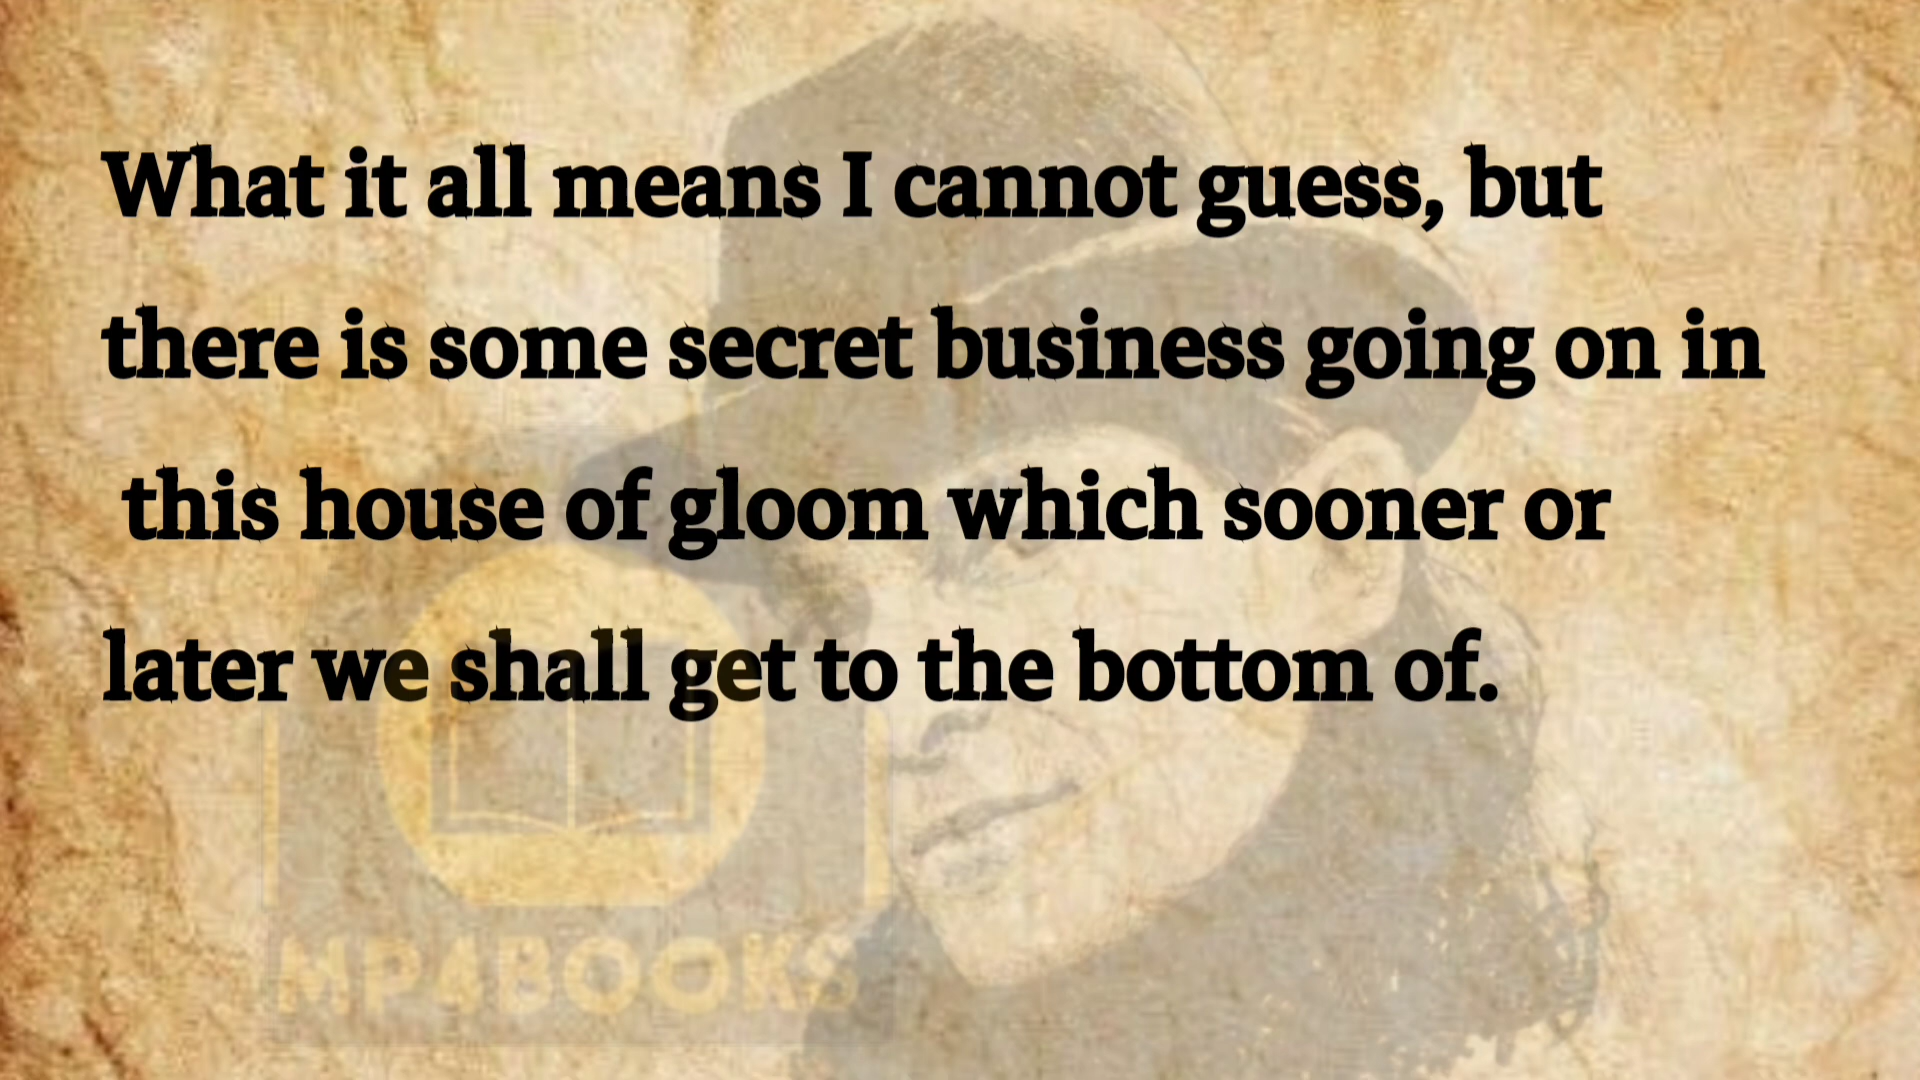 What it all means I cannot guess, but
there is some secret business going on in
this house of gloom which sooner or
later we shall get to the bottom of.
MP4BOOKS